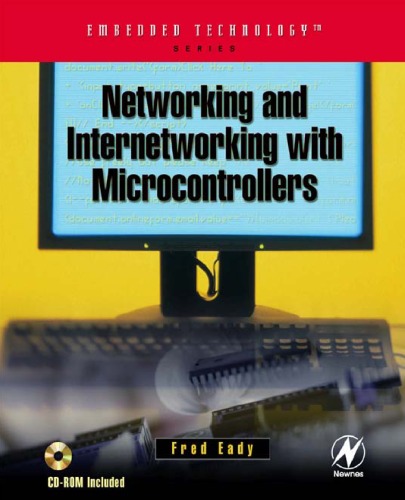 EMBEDDED TECHNOLOGY™
SERIES
Networking and
Internetworking with
Microcontrollers
Fred Eady
CD-ROM Included
Newnes